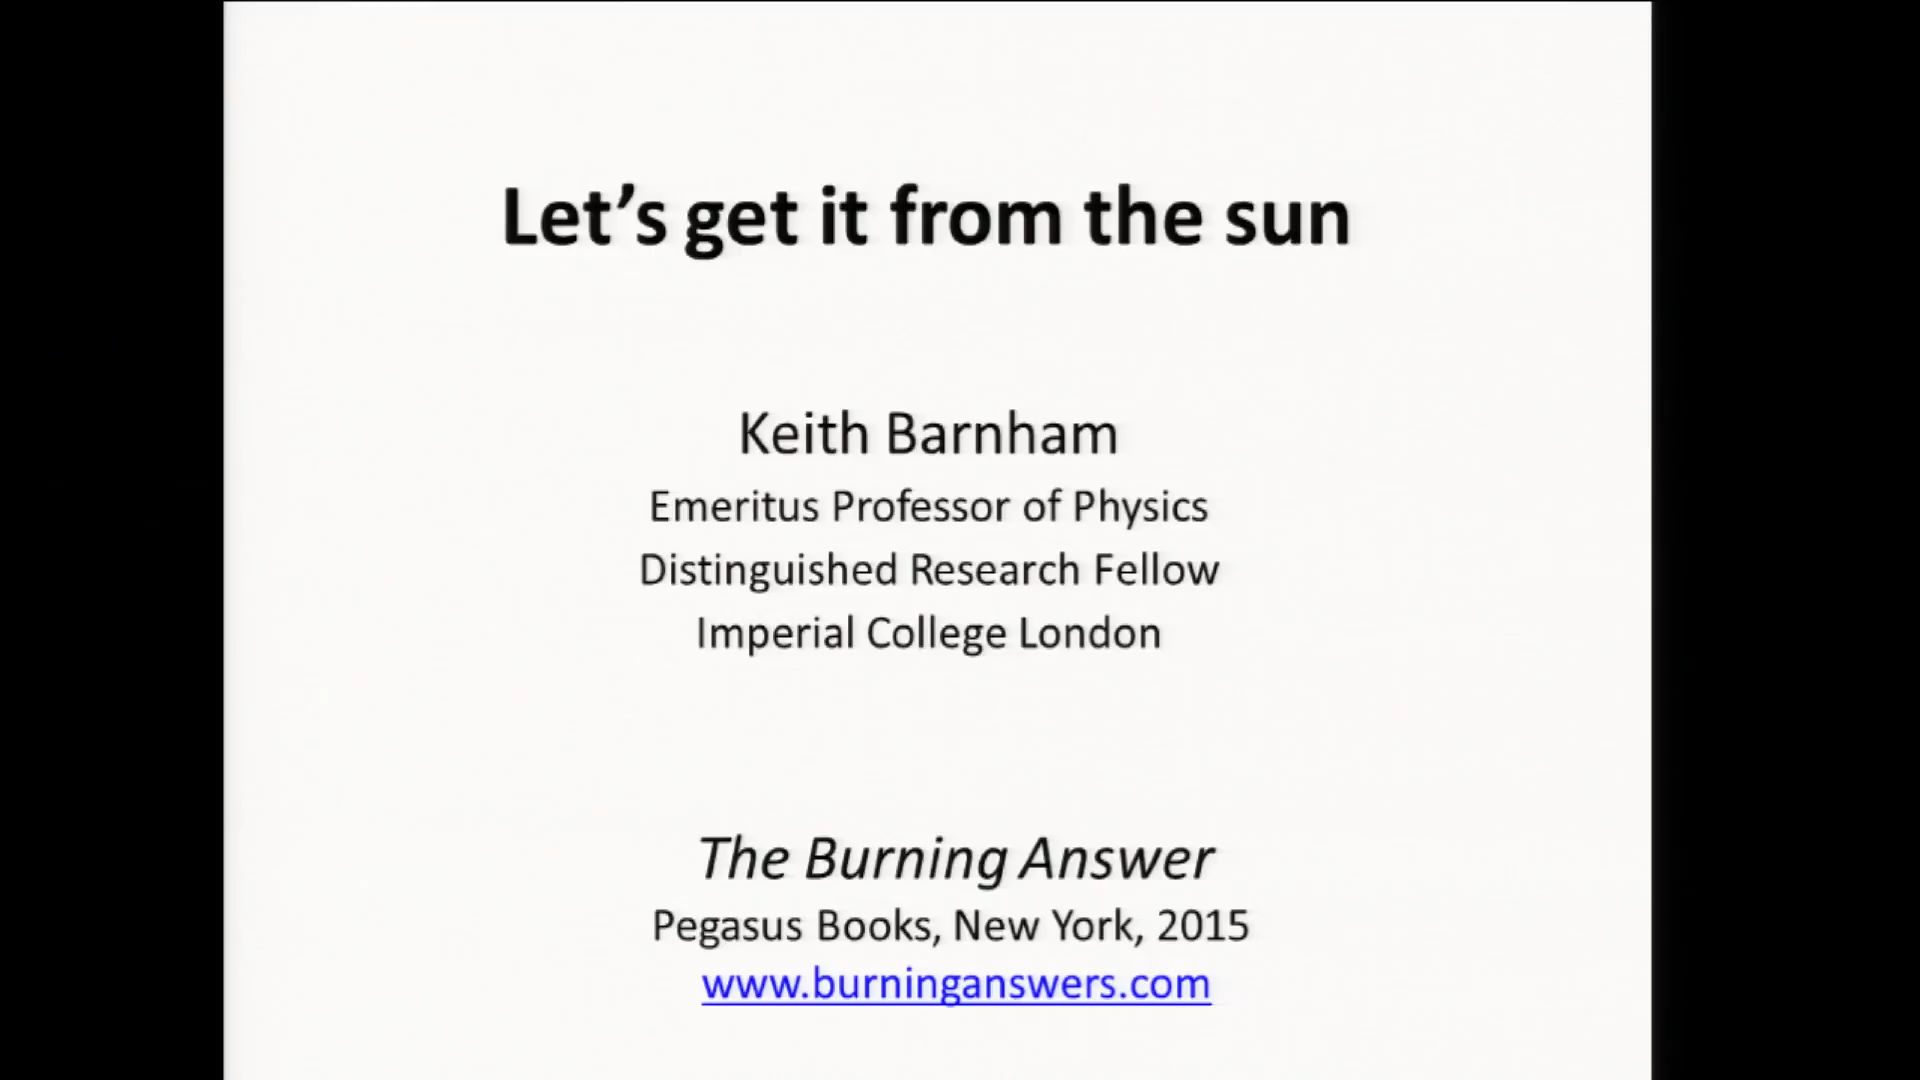 Let’s get it from the sun
Keith Barnham
Emeritus Professor of Physics
Distinguished Research Fellow
Imperial College London
The Burning Answer
Pegasus Books, New York, 2015
www.burninganswers.com